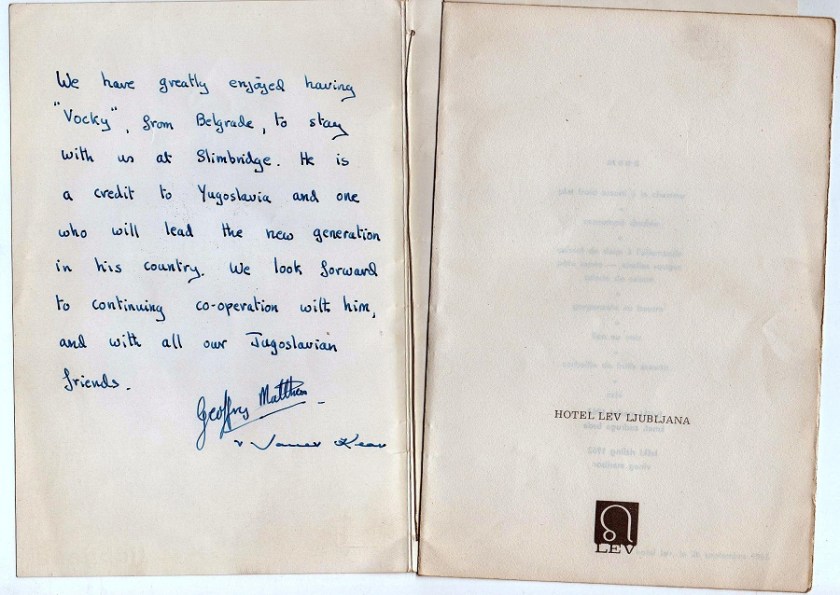 We have greatly enjoyed having
"Vocky", from Belgrade, to stay
with us at Slimbridge. He is
a credit to Yugoslavia and one
who will lead the new generation
in his country. We look forward
to continuing co-operation with him,
and with all our Jugoslavian
friends.
Geoffrey Matthews
& Janet Kear
HOTEL LEV LJUBLJANA
LEV